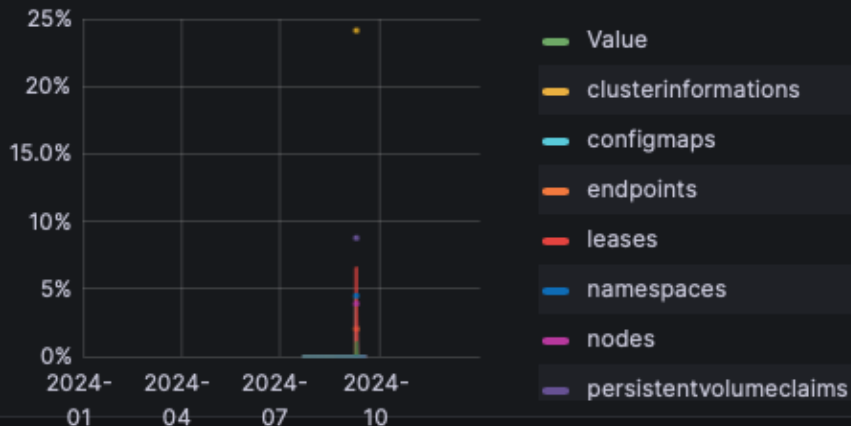 25%
20%
15.0%
10%
5%
0%
2024-
01
2024-
04
2024-
07
2024-
10
Value
clusterinformations
configmaps
endpoints
leases
namespaces
nodes
persistentvolumeclaims